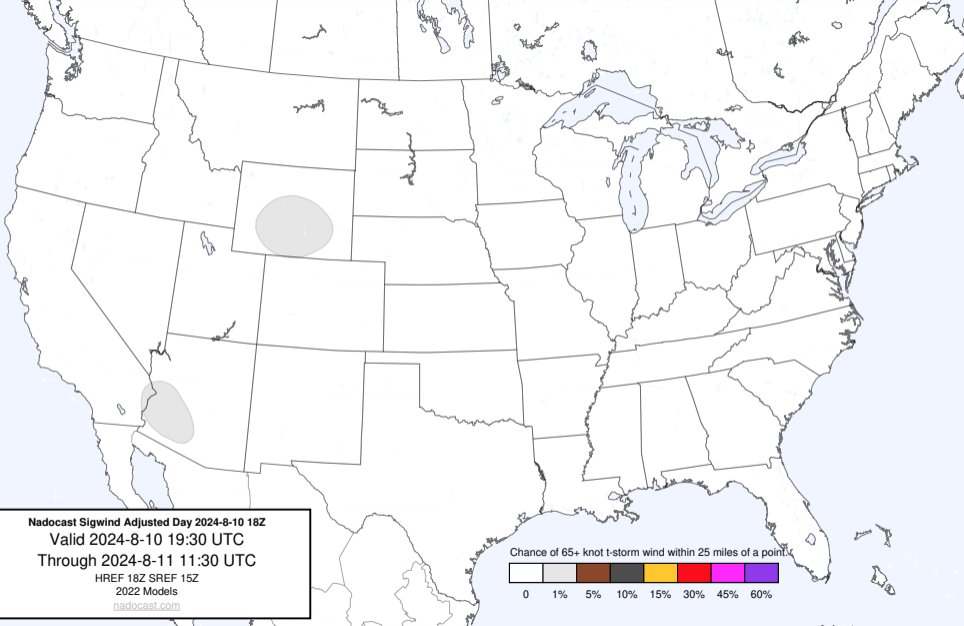 Nadocast Sigwind Adjusted Day 2024-8-10 18Z
Valid 2024-8-10 19:30 UTC
Through 2024-8-11 11:30 UTC
HREF 18Z SREF 15Z
2022 Models
nadocast.com
Chance of 65+ knot t-storm wind within 25 miles of a point.
0 1% 5% 10% 15% 30% 45% 60%